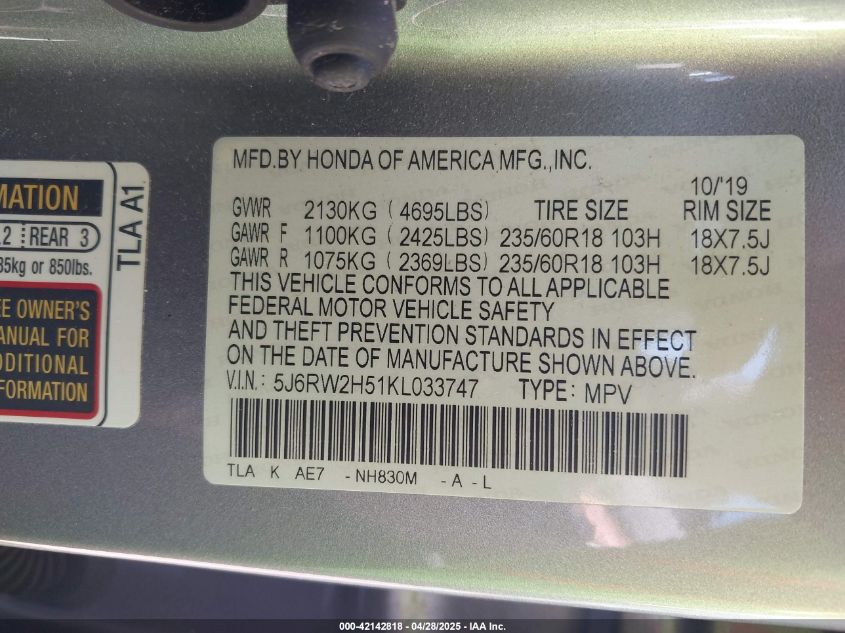 MATION
.2 REAR 3
85kg or 850lbs.
EE OWNER'S
MANUAL FOR
ADDITIONAL
FORMATION
TLA A1
MFD.BY HONDA OF AMERICA MFG.,INC.
10/'19
GVWR 2130KG (4695LBS) TIRE SIZE RIM SIZE
GAWR F 1100KG (2425LBS) 235/60R18 103H 18X7.5J
GAWR R 1075KG (2369LBS) 235/60R18 103H 18X7.5J
THIS VEHICLE CONFORMS TO ALL APPLICABLE
FEDERAL MOTOR VEHICLE SAFETY
AND THEFT PREVENTION STANDARDS IN EFFECT
ON THE DATE OF MANUFACTURE SHOWN ABOVE.
V.I.N.: 5J6RW2H51KL033747 TYPE: MPV
TLA K AE7 -NH830M -A-L
000-42142818 - 04/28/2025 - IAA Inc.